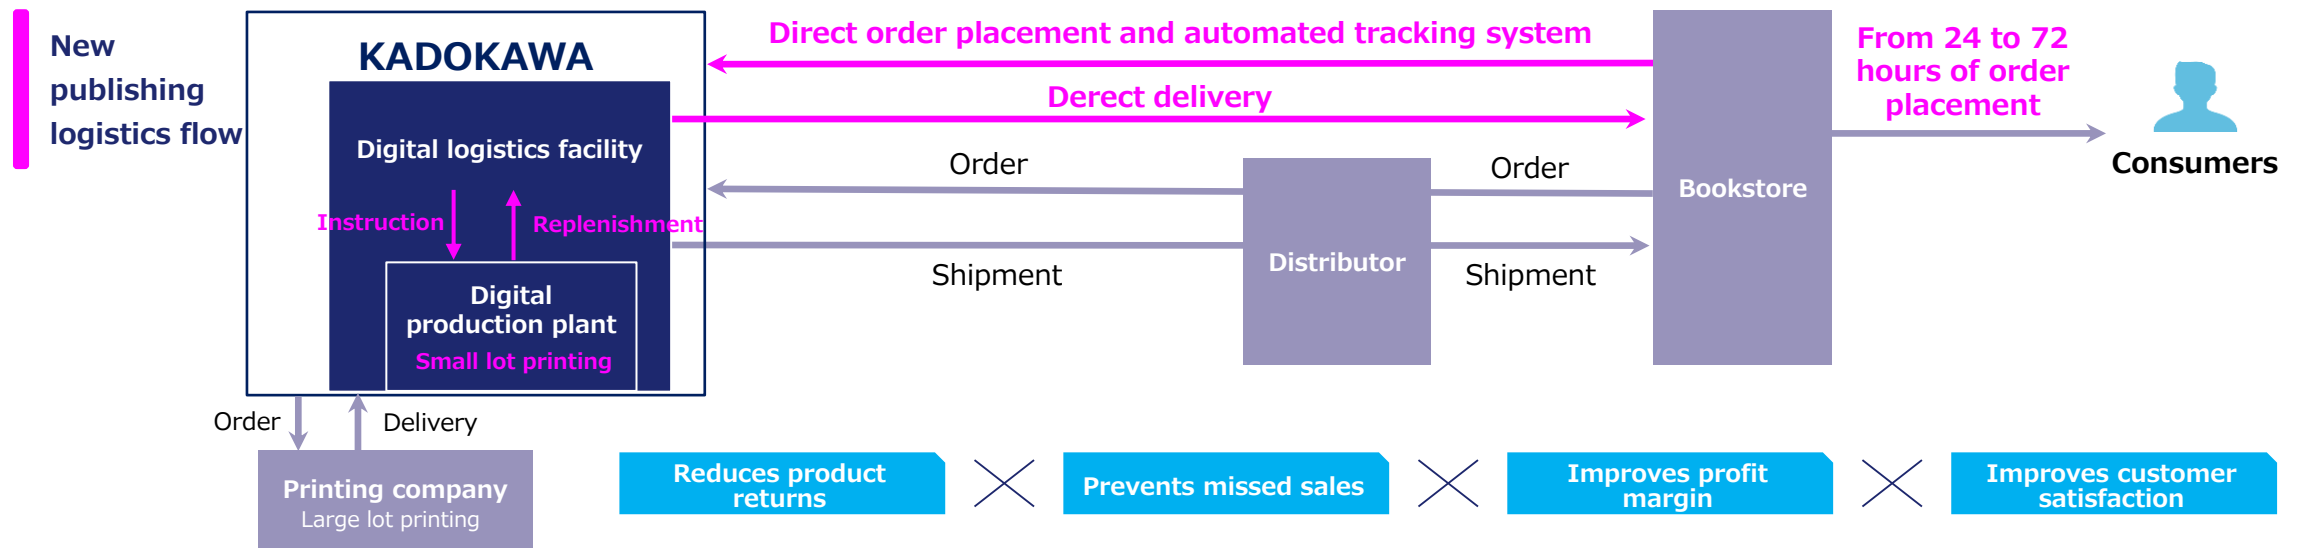 New
publishing
logistics flow
KADOKAWA
Digital logistics facility
Instruction
Replenishment
Digital
production plant
Small lot printing
Order
Delivery
Printing company
Large lot printing
Direct order placement and automated tracking system
Derect delivery
Order
Order
Shipment
Shipment
Distributor
Bookstore
From 24 to 72
hours of order
placement
Consumers
Reduces product
returns
Prevents missed sales
Improves profit
margin
Improves customer
satisfaction